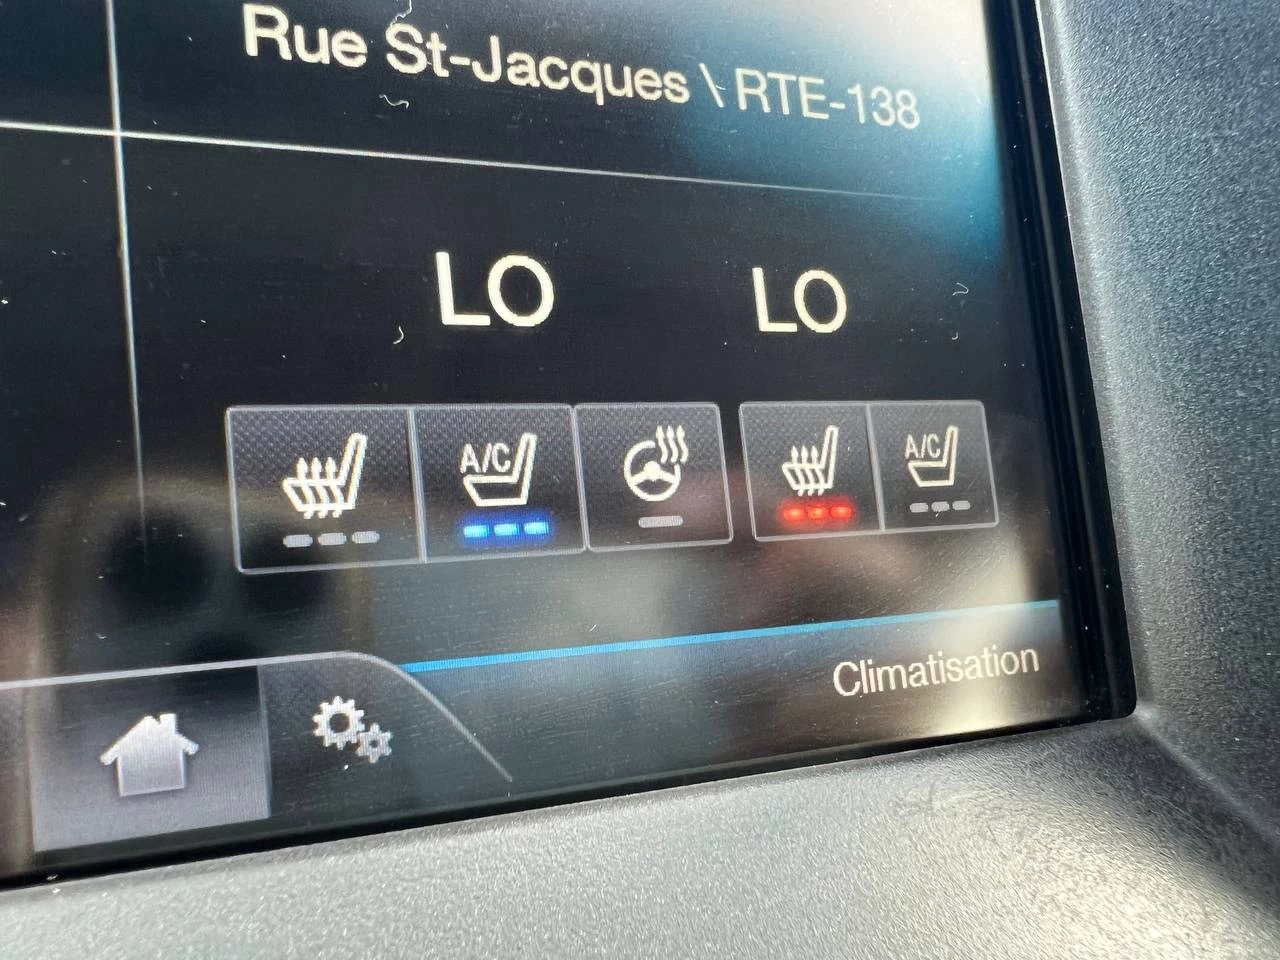 Rue St-Jacques \ RTE-138
LO LO
A/C A/C
Climatisation